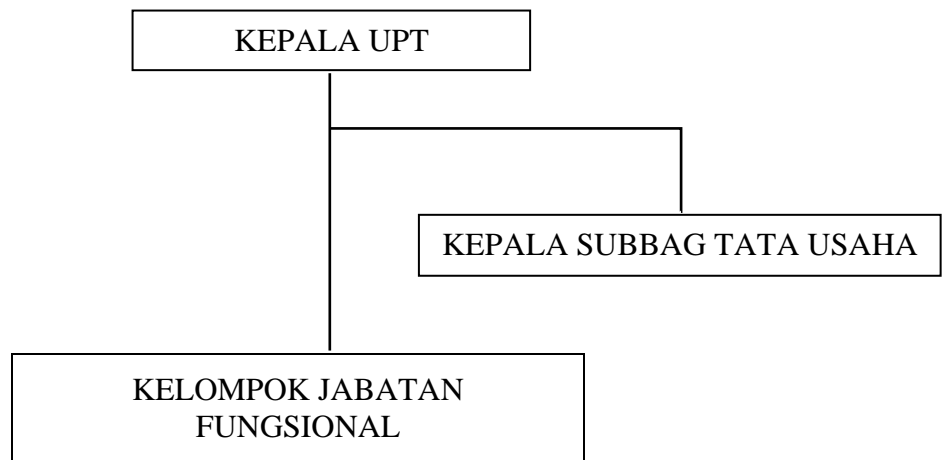 KEPALA UPT
KEPALA SUBBAG TATA USAHA
KELOMPOK JABATAN
FUNGSIONAL